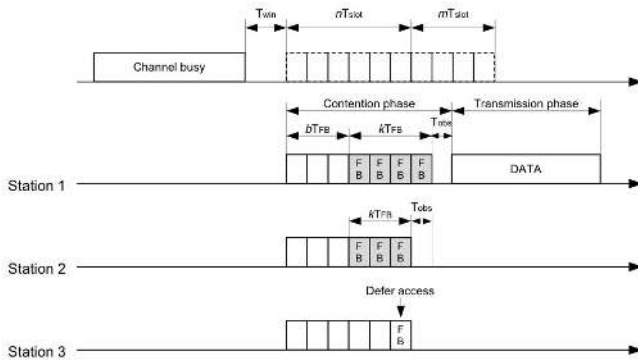 Twin nTslot mTslot
Channel busy
Contention phase Transmission phase
bTFB kTFB Tobs
Station 1 F B F B F B F B DATA
kTFB Tobs
Station 2 F B F B F B
Defer access
Station 3 F B